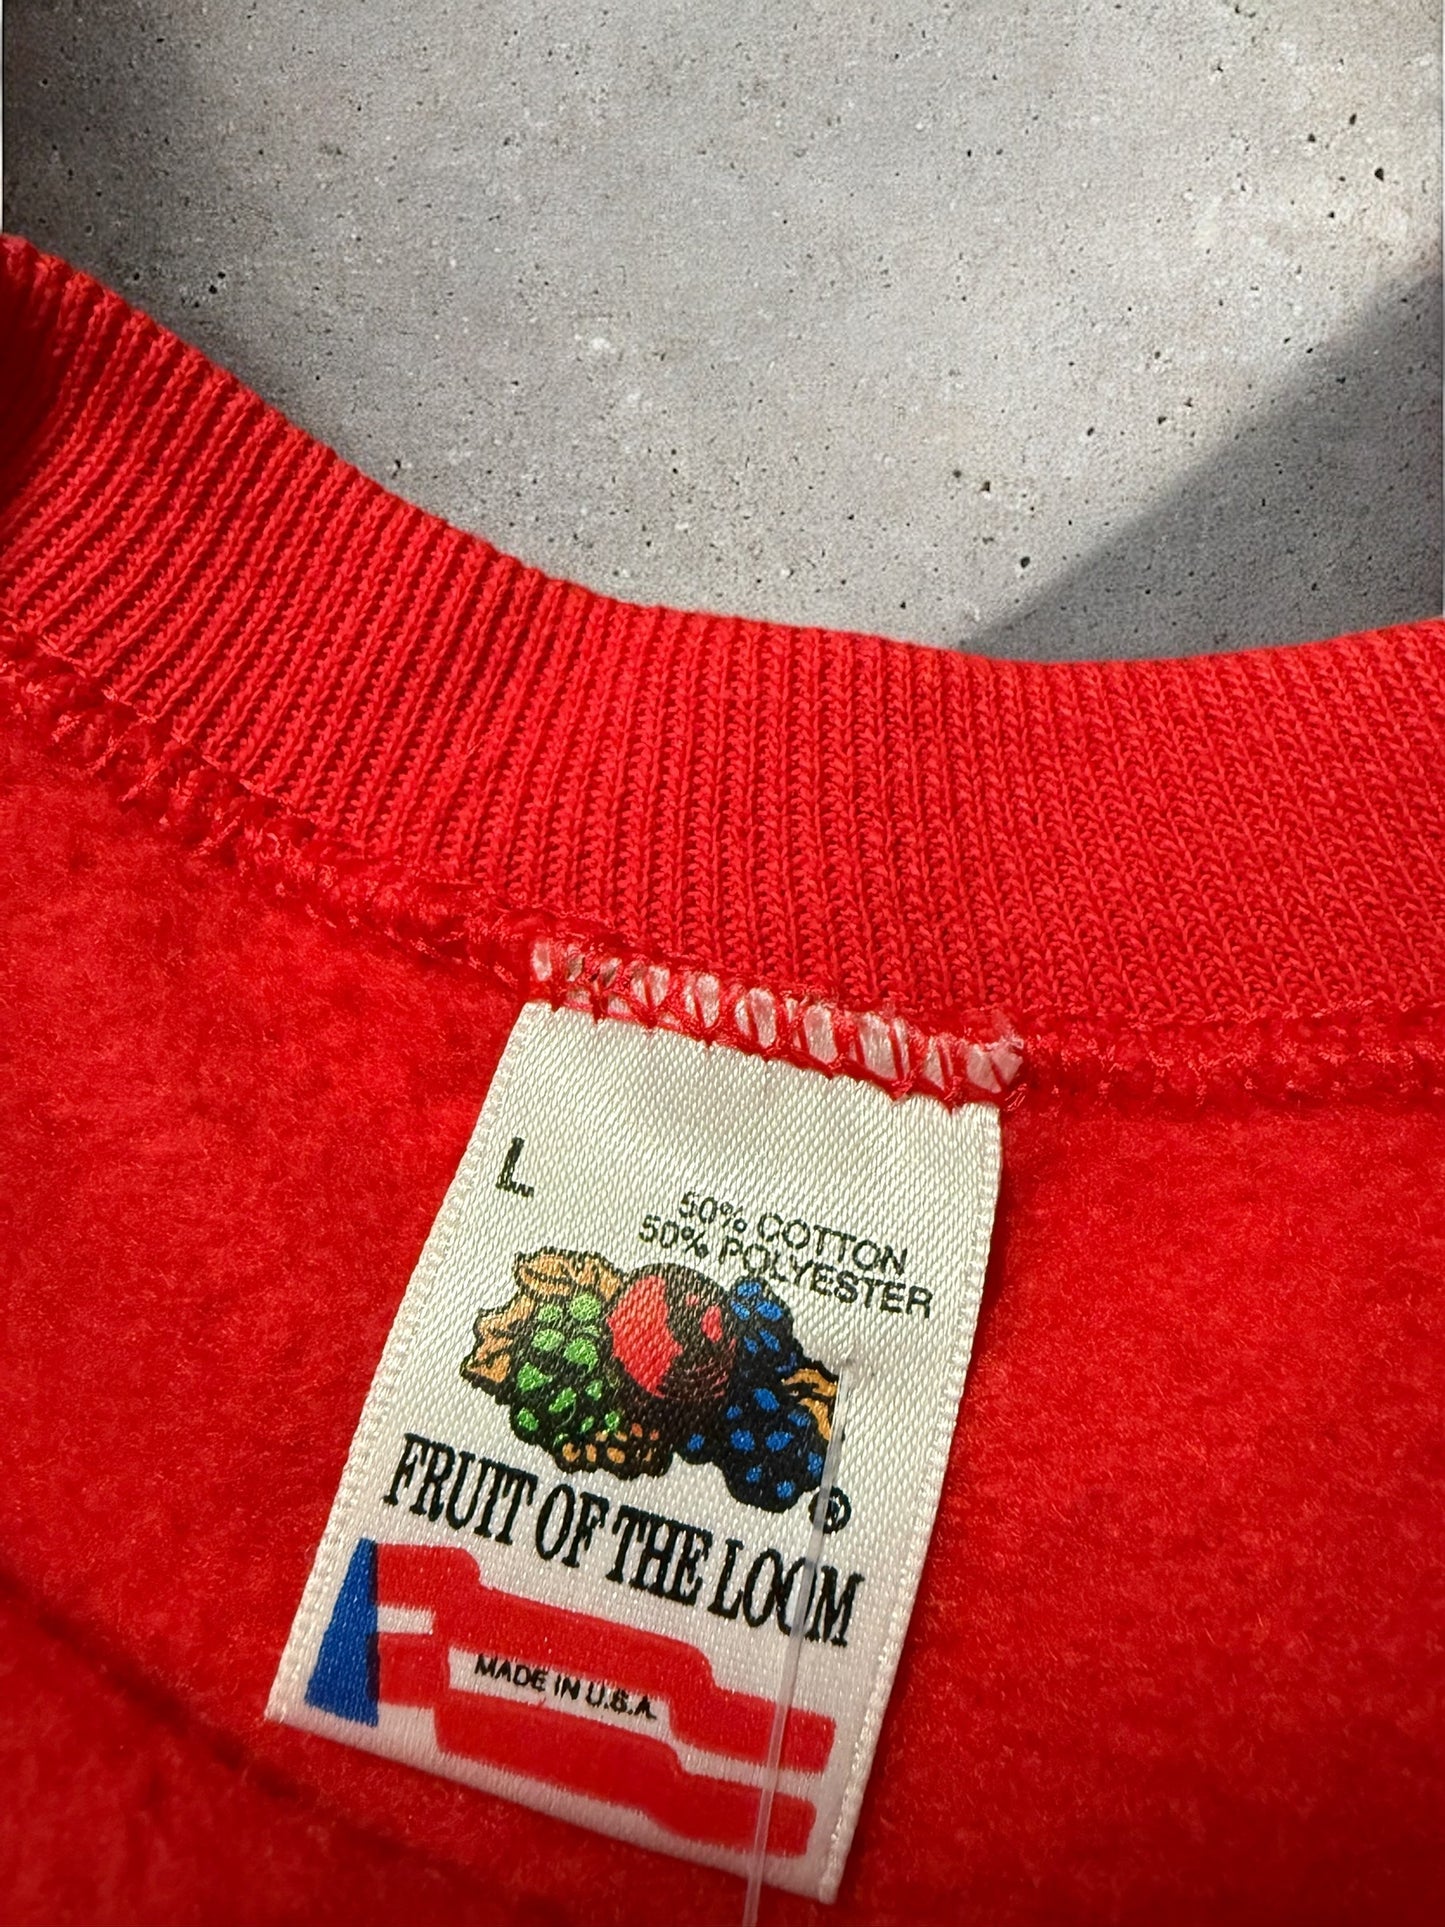 L
50% COTTON
50% POLYESTER
®
FRUIT OF THE LOOM
MADE IN U.S.A.